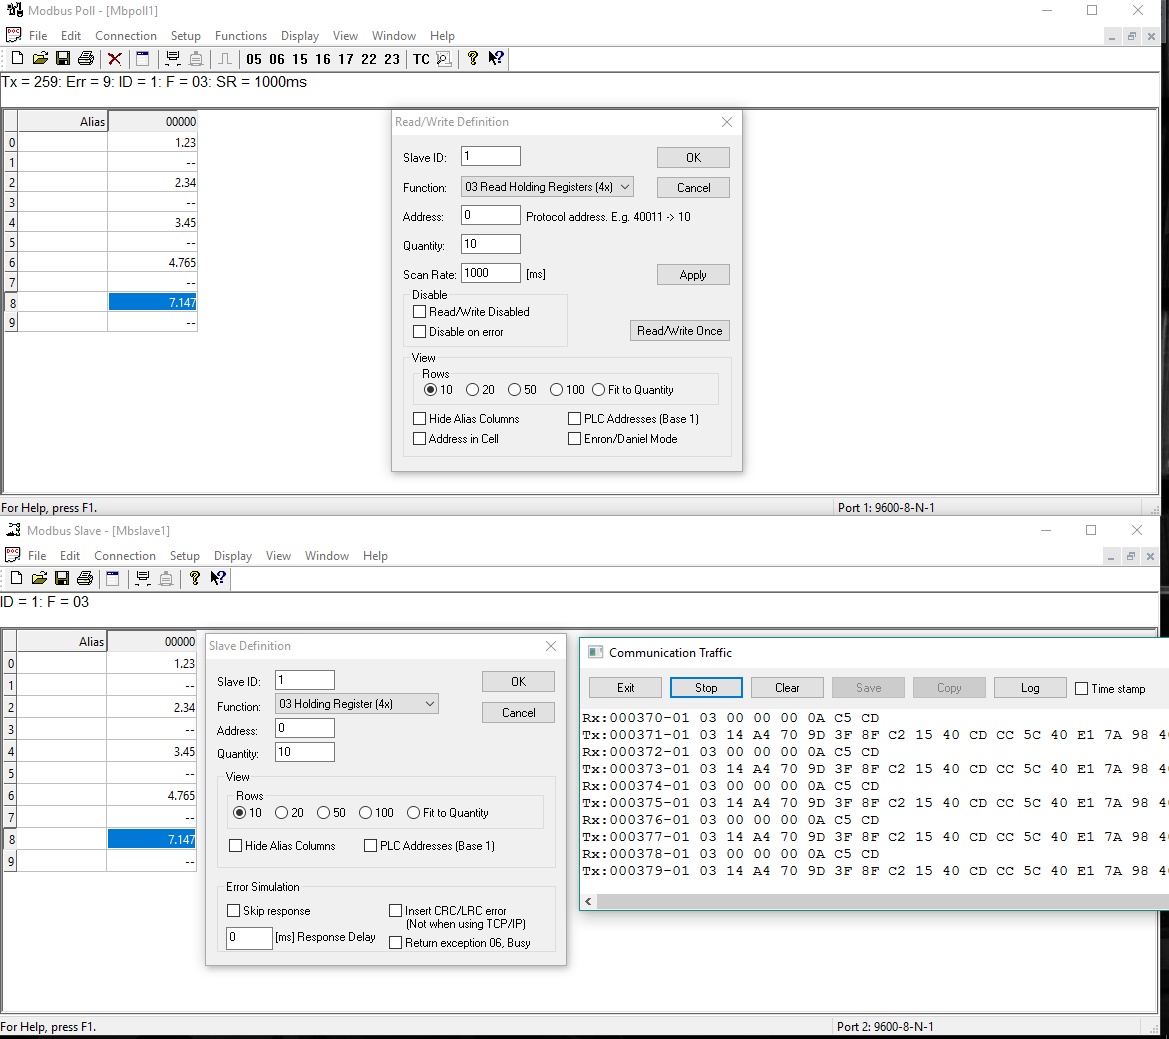 Modbus Poll - [Mbpoll1]
File Edit Connection Setup Functions Display View Window Help
05 06 15 16 17 22 23 TC
Tx = 259: Err = 9: ID = 1: F = 03: SR = 1000ms
Alias 00000
0 1.23
1 --
2 2.34
3 --
4 3.45
5 --
6 4.765
7 --
8 7.147
9 --
Read/Write Definition
Slave ID: 1 OK
Function: 03 Read Holding Registers (4x) Cancel
Address: 0 Protocol address. E.g. 40011 -> 10
Quantity: 10
Scan Rate: 1000 [ms] Apply
Disable
Read/Write Disabled
Disable on error Read/Write Once
View
Rows
10 20 50 100 Fit to Quantity
Hide Alias Columns PLC Addresses (Base 1)
Address in Cell Enron/Daniel Mode
For Help, press F1. Port 1: 9600-8-N-1
Modbus Slave - [Mbslave1]
File Edit Connection Setup Display View Window Help
ID = 1: F = 03
Alias 00000
0 1.23
1 --
2 2.34
3 --
4 3.45
5 --
6 4.765
7 --
8 7.147
9 --
Slave Definition
Slave ID: 1 OK
Function: 03 Holding Register (4x) Cancel
Address: 0
Quantity: 10
View
Rows
10 20 50 100 Fit to Quantity
Hide Alias Columns PLC Addresses (Base 1)
Error Simulation
Skip response Insert CRC/LRC error
(Not when using TCP/IP)
0 [ms] Response Delay Return exception 06, Busy
Communication Traffic
Exit Stop Clear Save Copy Log Time stamp
Rx:000370-01 03 00 00 00 0A C5 CD
Tx:000371-01 03 14 A4 70 9D 3F 8F C2 15 40 CD CC 5C 40 E1 7A 98
Rx:000372-01 03 00 00 00 0A C5 CD
Tx:000373-01 03 14 A4 70 9D 3F 8F C2 15 40 CD CC 5C 40 E1 7A 98
Rx:000374-01 03 00 00 00 0A C5 CD
Tx:000375-01 03 14 A4 70 9D 3F 8F C2 15 40 CD CC 5C 40 E1 7A 98
Rx:000376-01 03 00 00 00 0A C5 CD
Tx:000377-01 03 14 A4 70 9D 3F 8F C2 15 40 CD CC 5C 40 E1 7A 98
Rx:000378-01 03 00 00 00 0A C5 CD
Tx:000379-01 03 14 A4 70 9D 3F 8F C2 15 40 CD CC 5C 40 E1 7A 98
For Help, press F1. Port 2: 9600-8-N-1